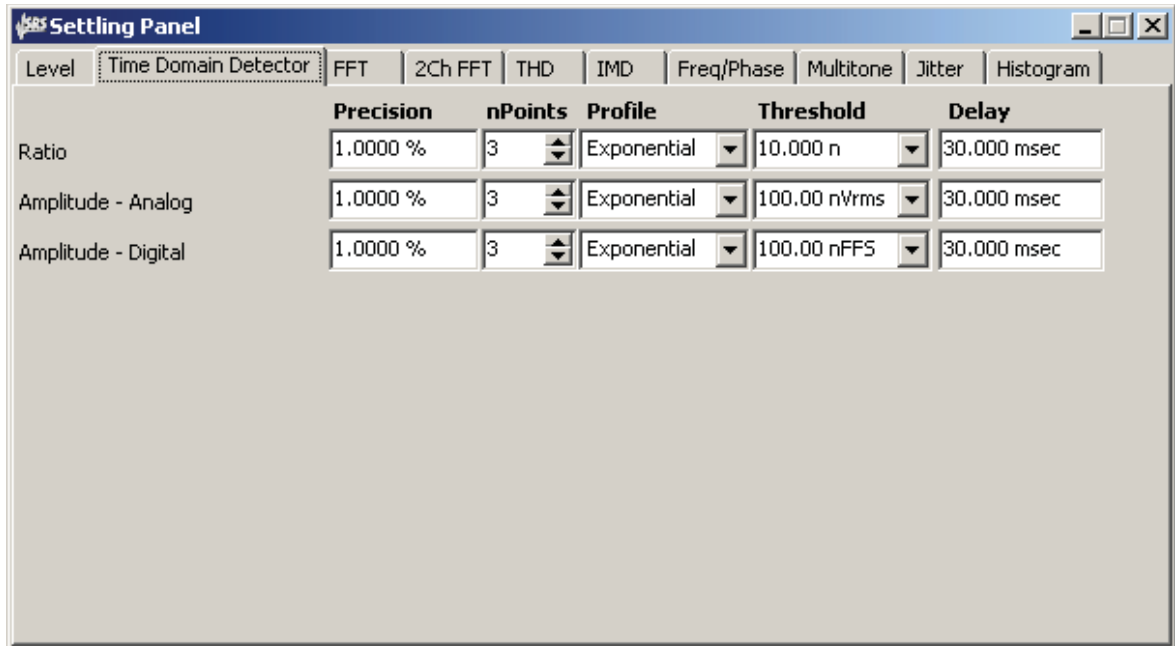 SRS Settling Panel
Level Time Domain Detector FFT 2Ch FFT THD IMD Freq/Phase Multitone Jitter Histogram
Precision nPoints Profile Threshold Delay
Ratio 1.0000 % 3 Exponential 10.000 n 30.000 msec
Amplitude - Analog 1.0000 % 3 Exponential 100.00 nVrms 30.000 msec
Amplitude - Digital 1.0000 % 3 Exponential 100.00 nFFS 30.000 msec